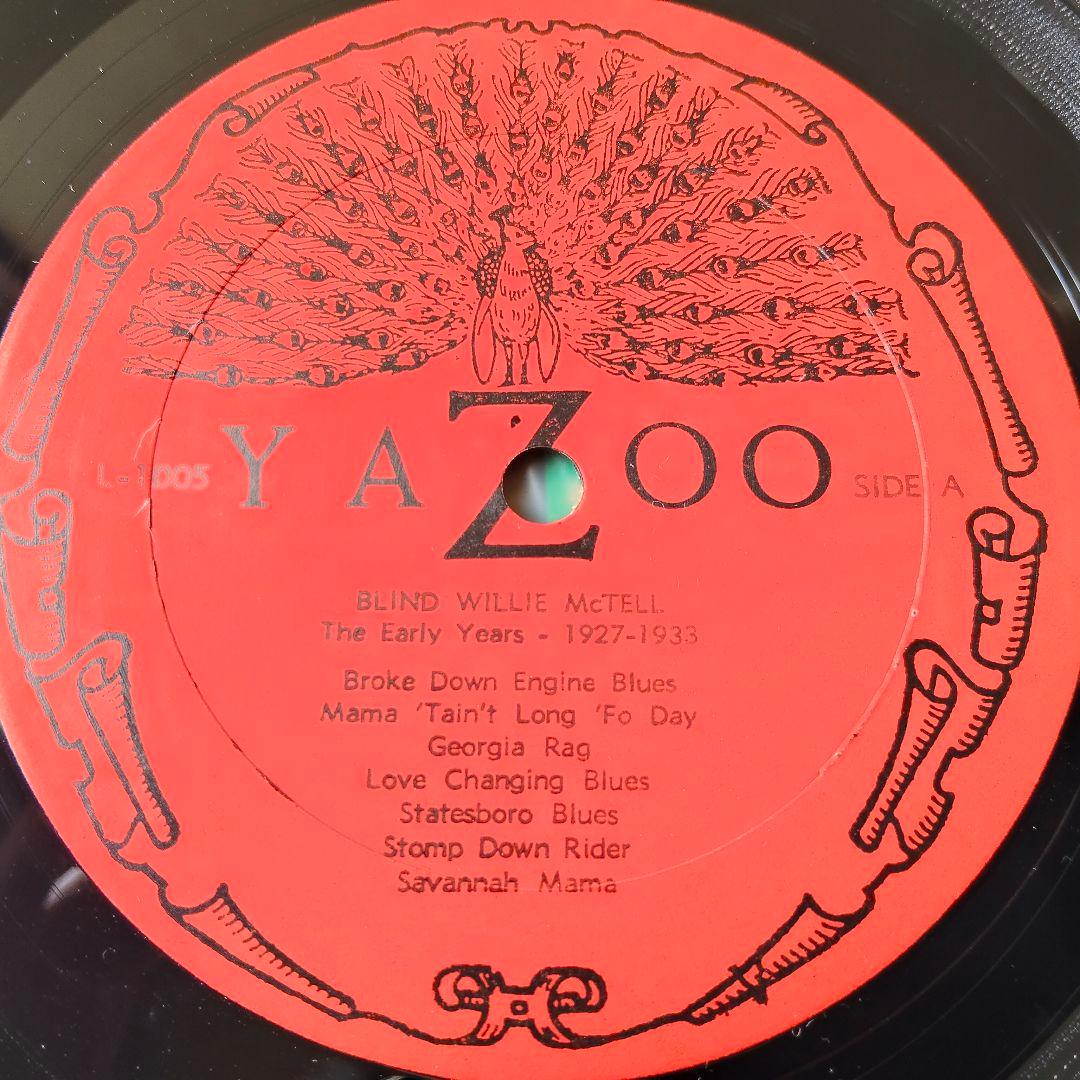 YAZOO
L-1005
SIDE A
BLIND WILLIE McTELL
The Early Years - 1927-1933
Broke Down Engine Blues
Mama 'Tain't Long 'Fo Day
Georgia Rag
Love Changing Blues
Statesboro Blues
Stomp Down Rider
Savannah Mama